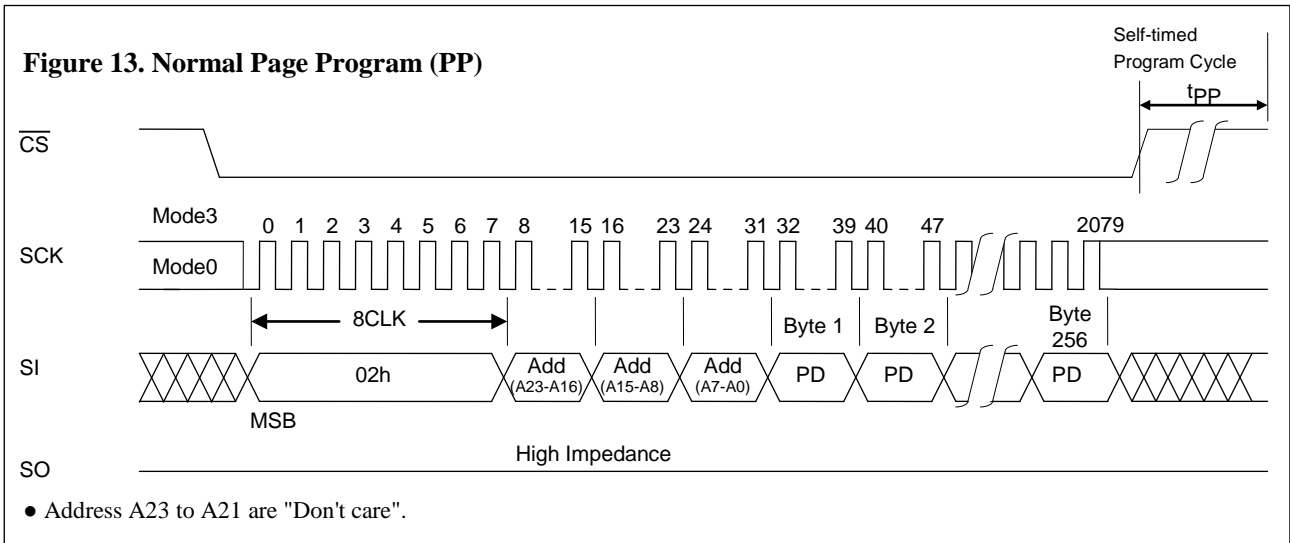 Self-timed
Program Cycle
Figure 13. Normal Page Program (PP)
tPP
CS
Mode3
0 1 2 3 4 5 6 7 8 15 16 23 24 31 32 39 40 47 2079
SCK
Mode0
8CLK
Byte 1 Byte 2 Byte
256
SI
02h
Add
(A23-A16)
Add
(A15-A8)
Add
(A7-A0)
PD PD PD
MSB
High Impedance
SO
● Address A23 to A21 are "Don't care".